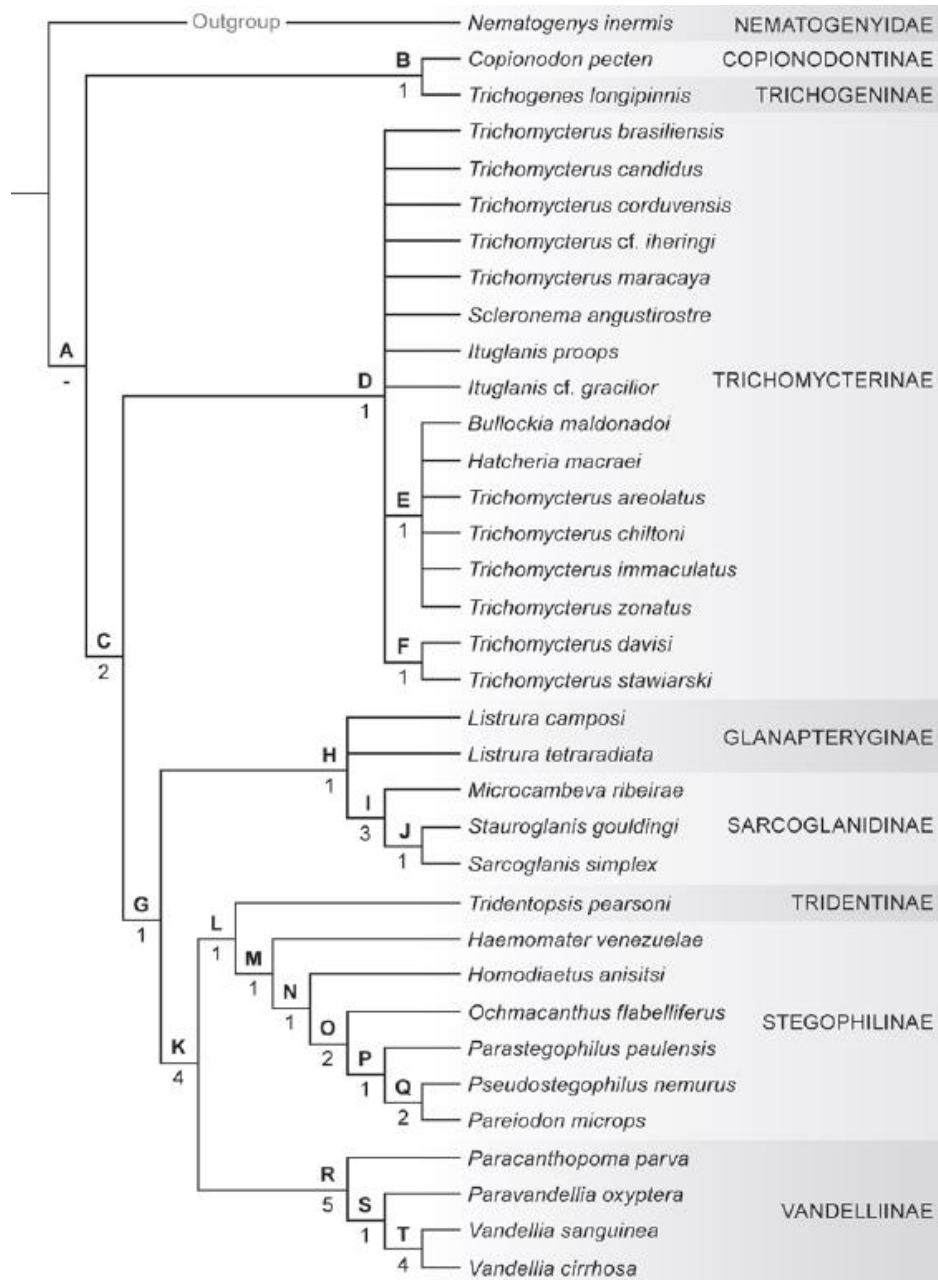 Outgroup
Nematogenys inermis NEMATOGENYIDAE
B
Copionodon pecten COPIONODONTINAE
1
Trichogenes longipinnis TRICHOGENINAE
Trichomycterus brasiliensis
Trichomycterus candidus
Trichomycterus corduvensis
Trichomycterus cf. iheringi
Trichomycterus maracaya
Scleronema angustirostre
A
-
Ituglanis proops
D
1
TRICHOMYCTERINAE
Ituglanis cf. gracilior
Bullockia maldonadoi
Hatcheria macraei
E
1
Trichomycterus areolatus
Trichomycterus chiltoni
Trichomycterus immaculatus
Trichomycterus zonatus
C
2
F
1
Trichomycterus davisi
Trichomycterus stawiarski
Listrura camposi
GLANAPTERYGINAE
H
1
Listrura tetraradiata
Microcambeva ribeirae
I
3
J
1
Stauroglanis gouldingi SARCOGLANIDINAE
Sarcoglanis simplex
G
1
L
1
Tridentopsis pearsoni TRIDENTINAE
M
1
Haemomater venezuelae
N
1
Homodiaetus anisitsi
O
2
Ochmacanthus flabelliferus
STEGOPHILINAE
K
4
P
1
Parastegophilus paulensis
Q
2
Pseudostegophilus nemurus
Pareiodon microps
R
5
Paracanthopoma parva
S
1
Paravandellia oxyptera
VANDELLIINAE
T
4
Vandellia sanguinea
Vandellia cirrhosa